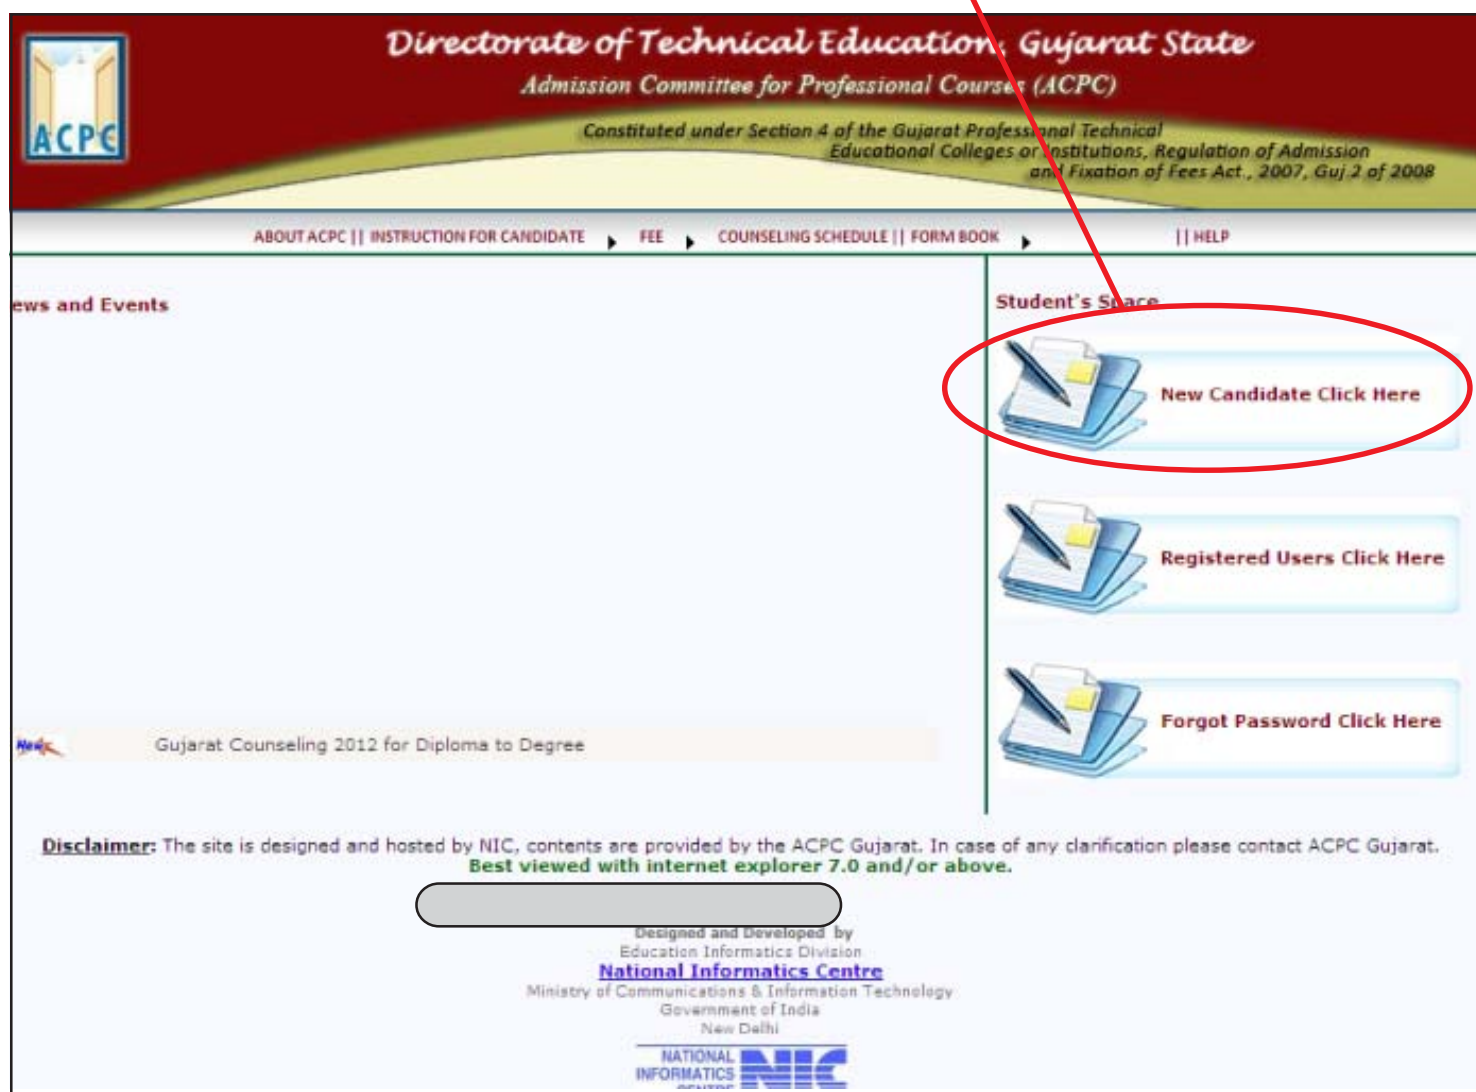 Directorate of Technical Education, Gujarat State
Admission Committee for Professional Courses (ACPC)
ACPC
Constituted under Section 4 of the Gujarat Professional Technical
Educational Colleges or Institutions, Regulation of Admission
and Fixation of Fees Act., 2007, Guj.2 of 2008
ABOUT ACPC || INSTRUCTION FOR CANDIDATE FEE COUNSELING SCHEDULE || FORM BOOK || HELP
ews and Events
Student's Space
New Candidate Click Here
Registered Users Click Here
Forgot Password Click Here
New Gujarat Counseling 2012 for Diploma to Degree
Disclaimer: The site is designed and hosted by NIC, contents are provided by the ACPC Gujarat. In case of any clarification please contact ACPC Gujarat.
Best viewed with internet explorer 7.0 and/or above.
Designed and Developed by
Education Informatics Division
National Informatics Centre
Ministry of Communications & Information Technology
Government of India
New Delhi
NATIONAL
INFORMATICS
CENTRE
NIC